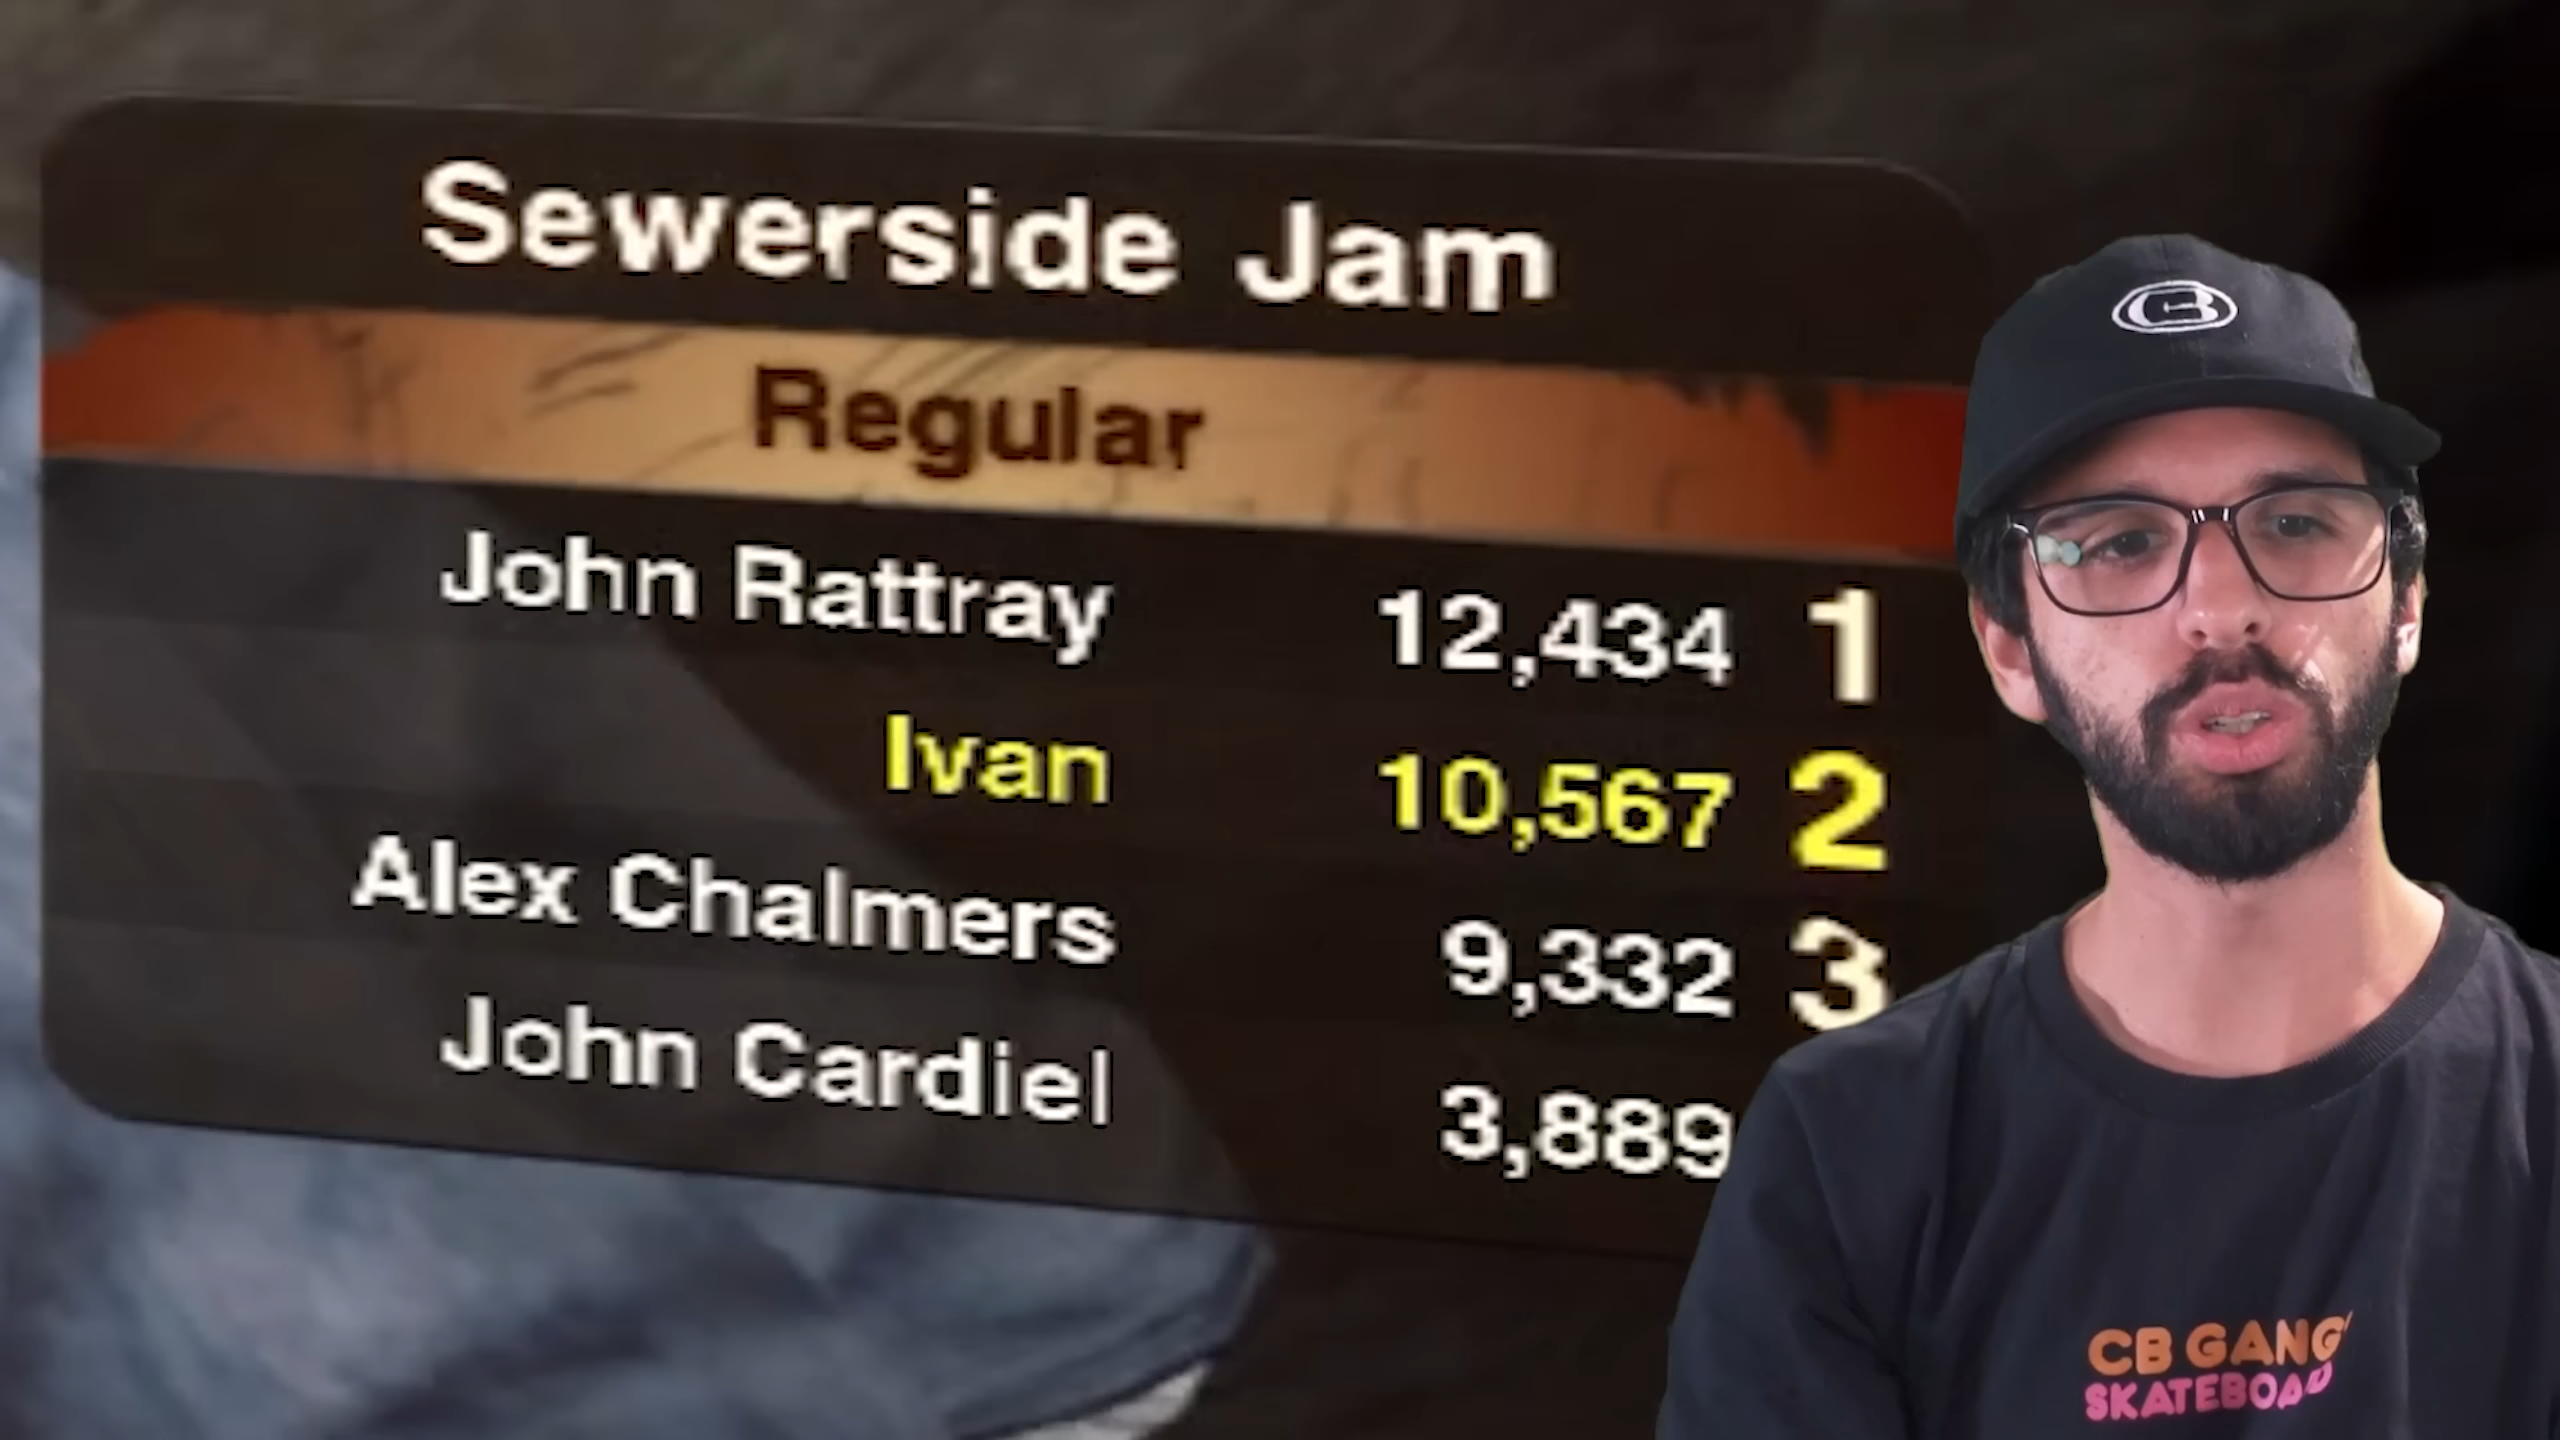 Sewerside Jam
Regular
John Rattray 12,434 1
Ivan 10,567 2
Alex Chalmers 9,332 3
John Cardiel 3,889
CB
CB GANG
SKATEBOARD